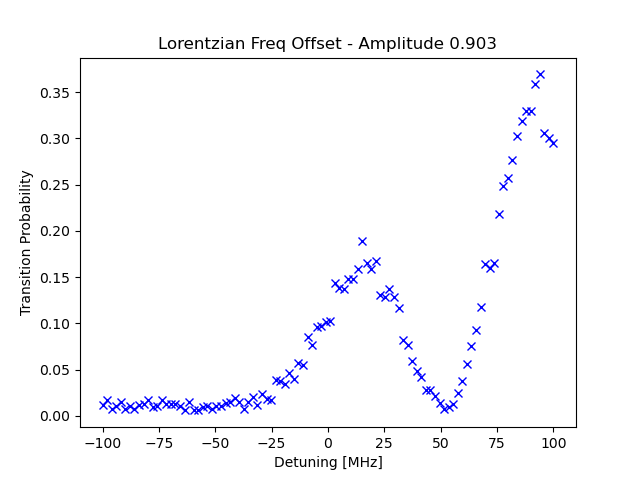 Lorentzian Freq Offset - Amplitude 0.903
Transition Probability
0.35
0.30
0.25
0.20
0.15
0.10
0.05
0.00
−100 −75 −50 −25 0 25 50 75 100
Detuning [MHz]